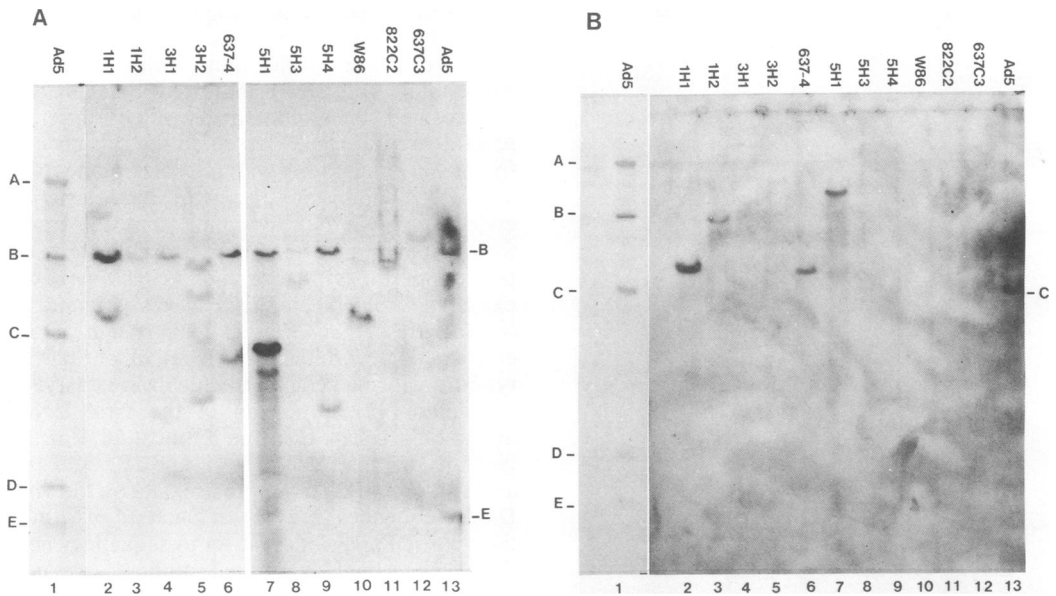 A
Ad5 1H1 1H2 3H1 3H2 637-4 5H1 5H3 5H4 W86 822C2 637C3 Ad5
A –
B –
– B
C –
D –
E –
– E
1 2 3 4 5 6 7 8 9 10 11 12 13
B
Ad5 1H1 1H2 3H1 3H2 637-4 5H1 5H3 5H4 W86 822C2 637C3 Ad5
A –
B –
C –
– C
D –
E –
1 2 3 4 5 6 7 8 9 10 11 12 13